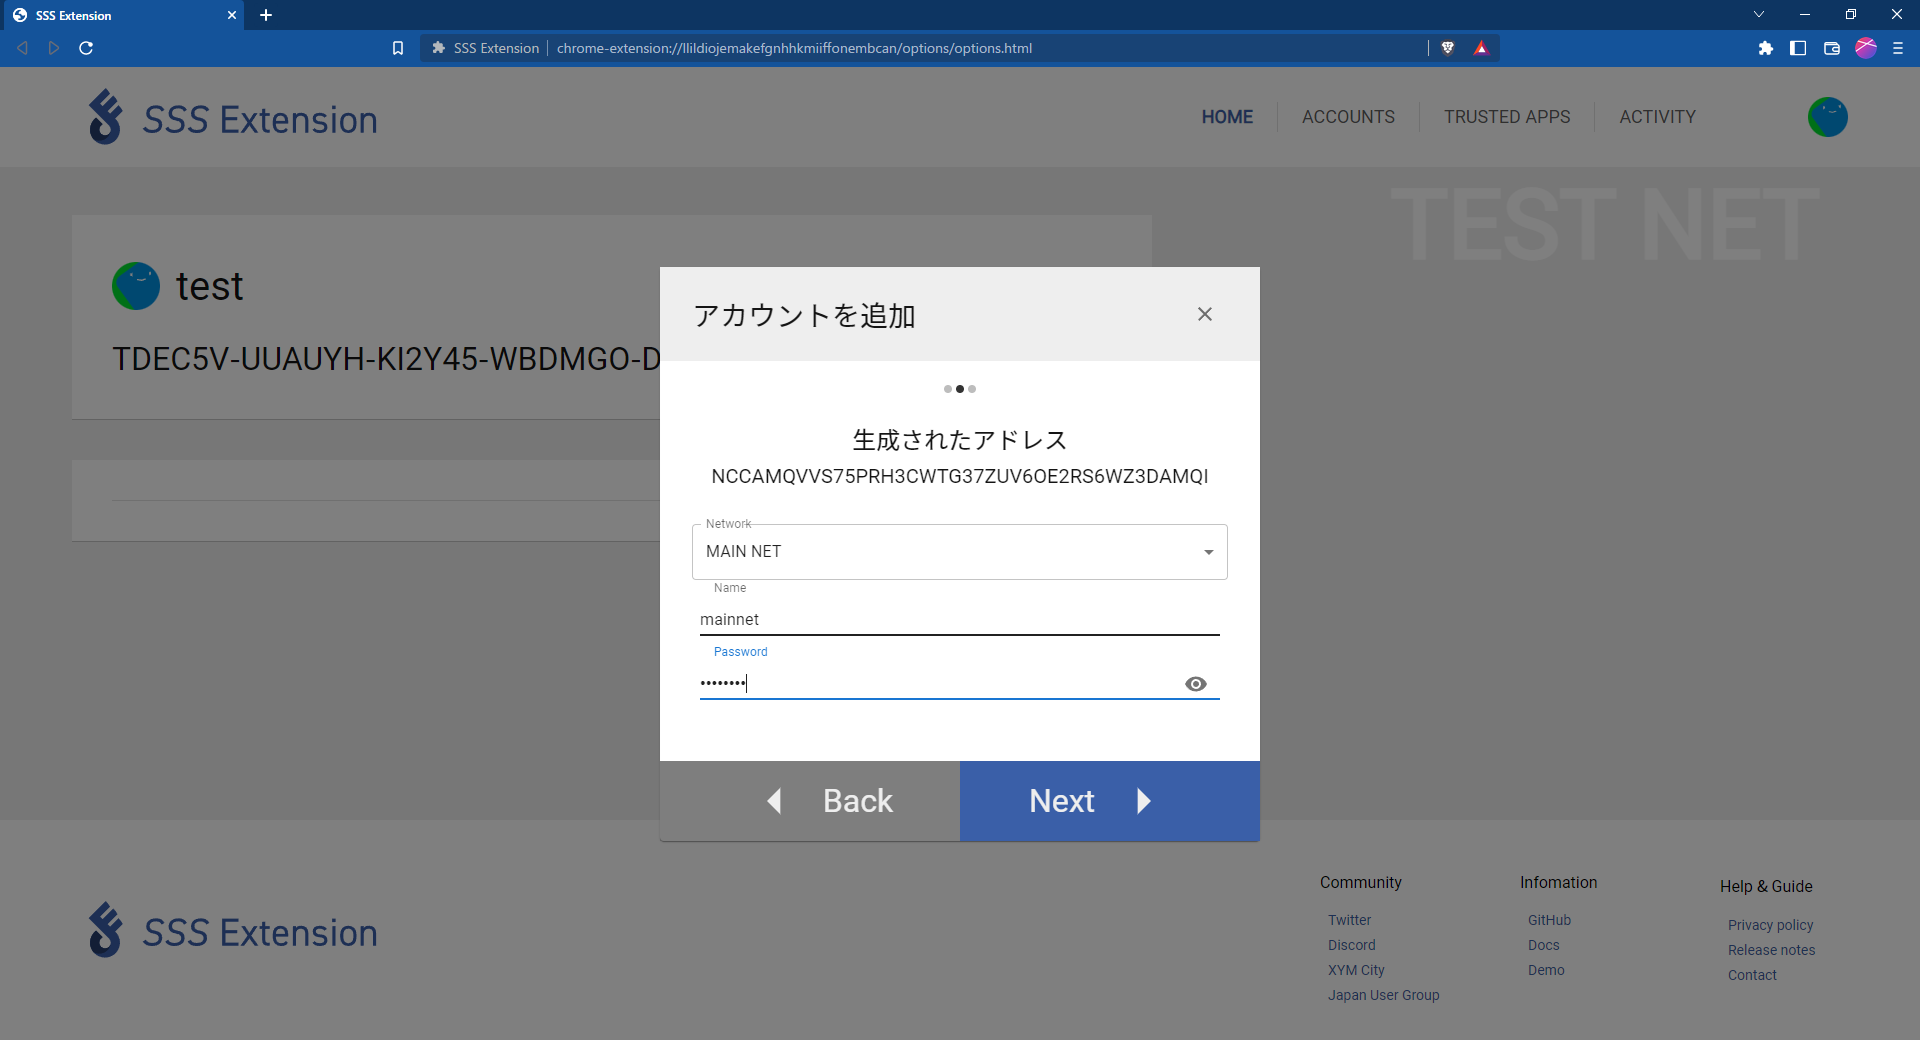 SSS Extension
SSS Extension
chrome-extension://llildiojemakefgnhhkmiiffonembcan/options/options.html
SSS Extension
HOME
ACCOUNTS
TRUSTED APPS
ACTIVITY
TEST NET
test
TDEC5V-UUAUYH-KI2Y45-WBDMGO-D
アカウントを追加
生成されたアドレス
NCCAMQVVS75PRH3CWTG37ZUV6OE2RS6WZ3DAMQI
Network
MAIN NET
Name
mainnet
Password
••••••••
Back
Next
SSS Extension
Community
Twitter
Discord
XYM City
Japan User Group
Infomation
GitHub
Docs
Demo
Help & Guide
Privacy policy
Release notes
Contact